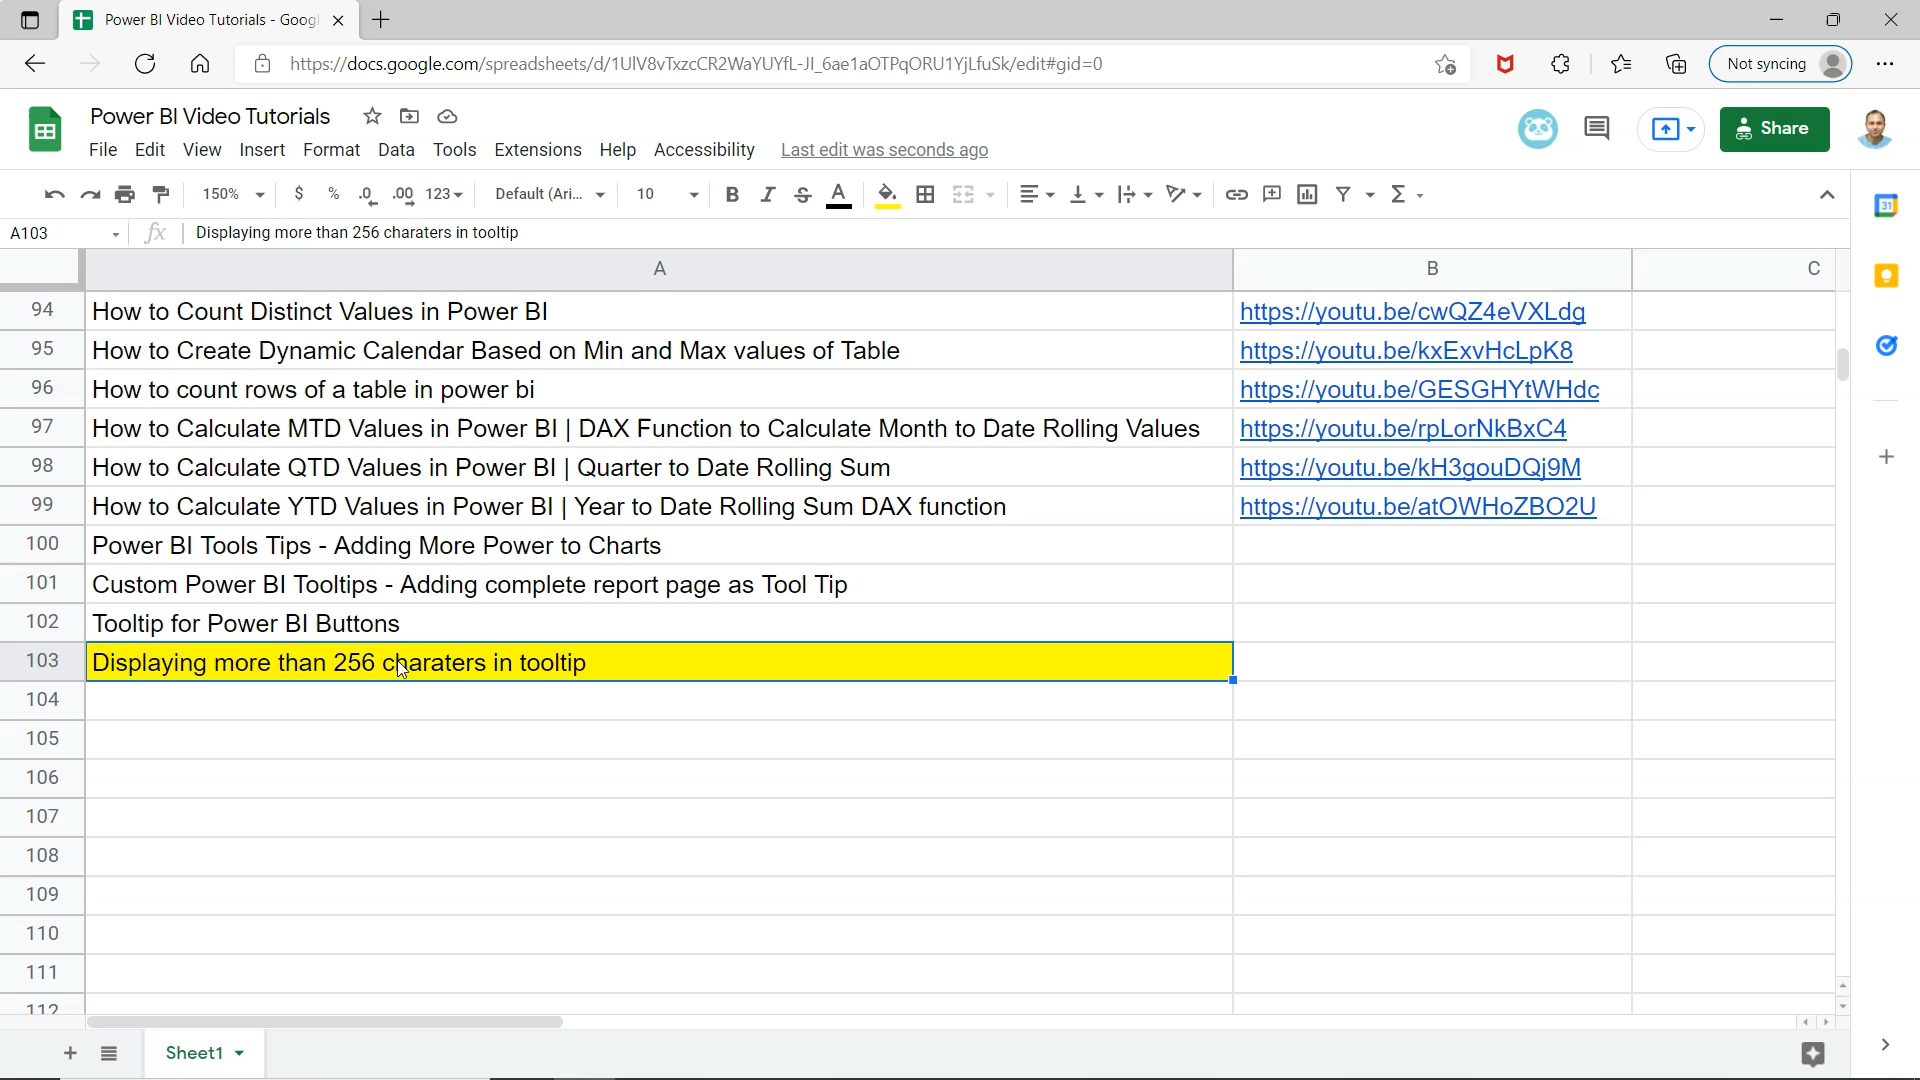 Power BI Video Tutorials - Googl
https://docs.google.com/spreadsheets/d/1UlV8vTxzcCR2WaYUYfL-JI_6ae1aOTPqORU1YjLfuSk/edit#gid=0
Not syncing
Power BI Video Tutorials
File Edit View Insert Format Data Tools Extensions Help Accessibility Last edit was seconds ago
Share
150% $ % .0 .00 123 Default (Ari... 10 B I S A Σ
31
A103 fx Displaying more than 256 charaters in tooltip
A B C
94 How to Count Distinct Values in Power BI https://youtu.be/cwQZ4eVXLdg
95 How to Create Dynamic Calendar Based on Min and Max values of Table https://youtu.be/kxExvHcLpK8
96 How to count rows of a table in power bi https://youtu.be/GESGHYtWHdc
97 How to Calculate MTD Values in Power BI | DAX Function to Calculate Month to Date Rolling Values https://youtu.be/rpLorNkBxC4
98 How to Calculate QTD Values in Power BI | Quarter to Date Rolling Sum https://youtu.be/kH3gouDQj9M
99 How to Calculate YTD Values in Power BI | Year to Date Rolling Sum DAX function https://youtu.be/atOWHoZBO2U
100 Power BI Tools Tips - Adding More Power to Charts
101 Custom Power BI Tooltips - Adding complete report page as Tool Tip
102 Tooltip for Power BI Buttons
103 Displaying more than 256 charaters in tooltip
104
105
106
107
108
109
110
111
112
Sheet1